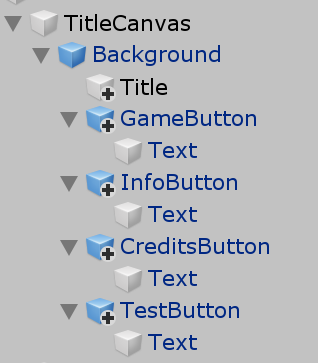 TitleCanvas
Background
Title
GameButton
Text
InfoButton
Text
CreditsButton
Text
TestButton
Text